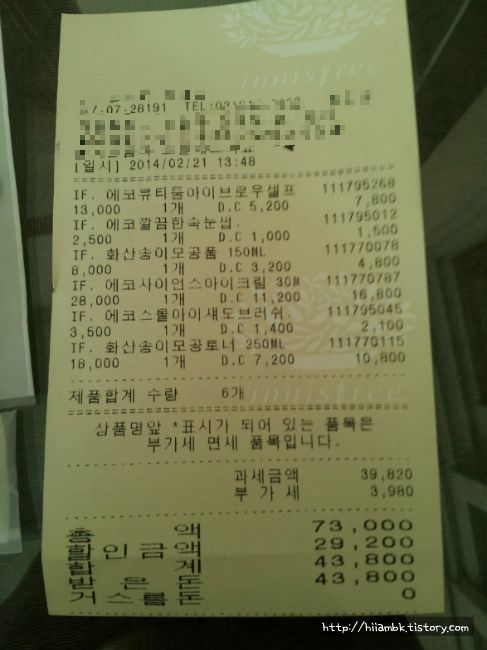 innisfree
07-28191 TEL:02
[일시] 2014/02/21 13:48
IF. 에코뷰티툴아이브로우셀프 111795268
13,000 1개 D.C 5,200 7,800
IF. 에코깔끔한속눈썹. 111795012
2,500 1개 D.C 1,000 1,500
IF. 화산송이모공폼 150ML 111770078
8,000 1개 D.C 3,200 4,800
IF. 에코사이언스아이크림 30M 111770787
28,000 1개 D.C 11,200 16,800
IF. 에코스몰아이섀도브러쉬. 111795045
3,500 1개 D.C 1,400 2,100
IF. 화산송이모공토너 250ML 111770115
18,000 1개 D.C 7,200 10,800
제품합계 수량 6개
innisfree
상품명앞 *표시가 되어 있는 품목은
부가세 면세 품목입니다.
과세금액 39,820
부 가 세 3,980
총 액 73,000
할 인 금 액 29,200
합 계 43,800
받 은 돈 43,800
거 스 름 돈 0
http://hiiambk.tistory.com